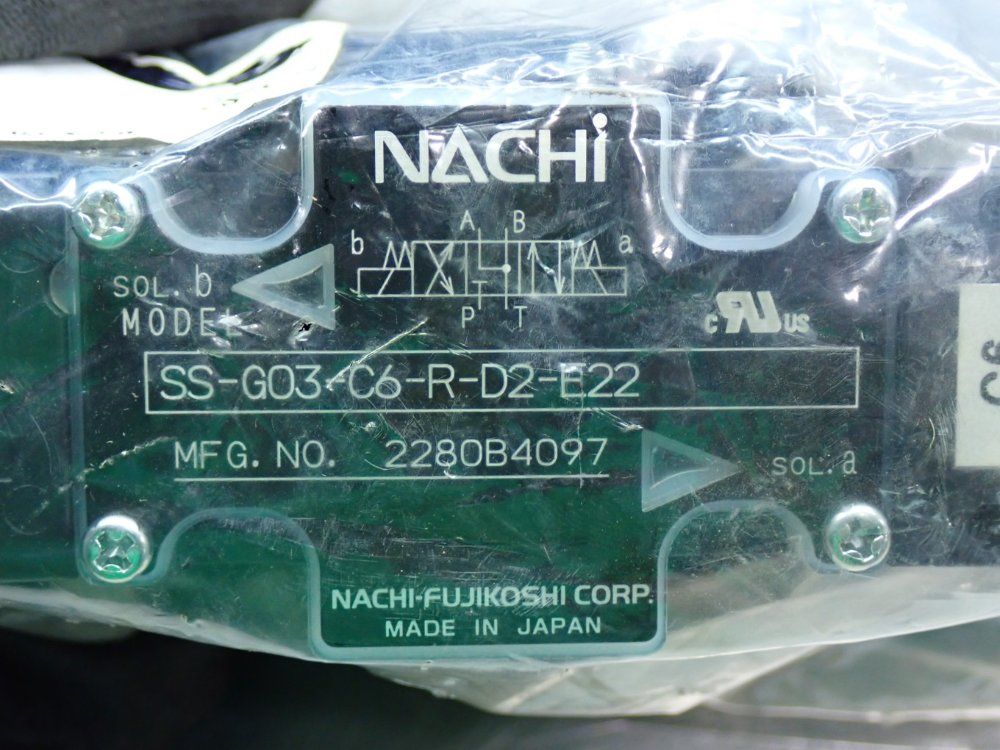 NACHi
A B
b a
SOL. b
MODEL
P T
c RU US
SS-G03-C6-R-D2-E22
MFG. NO. 2280B4097
SOL. a
NACHI-FUJIKOSHI CORP.
MADE IN JAPAN